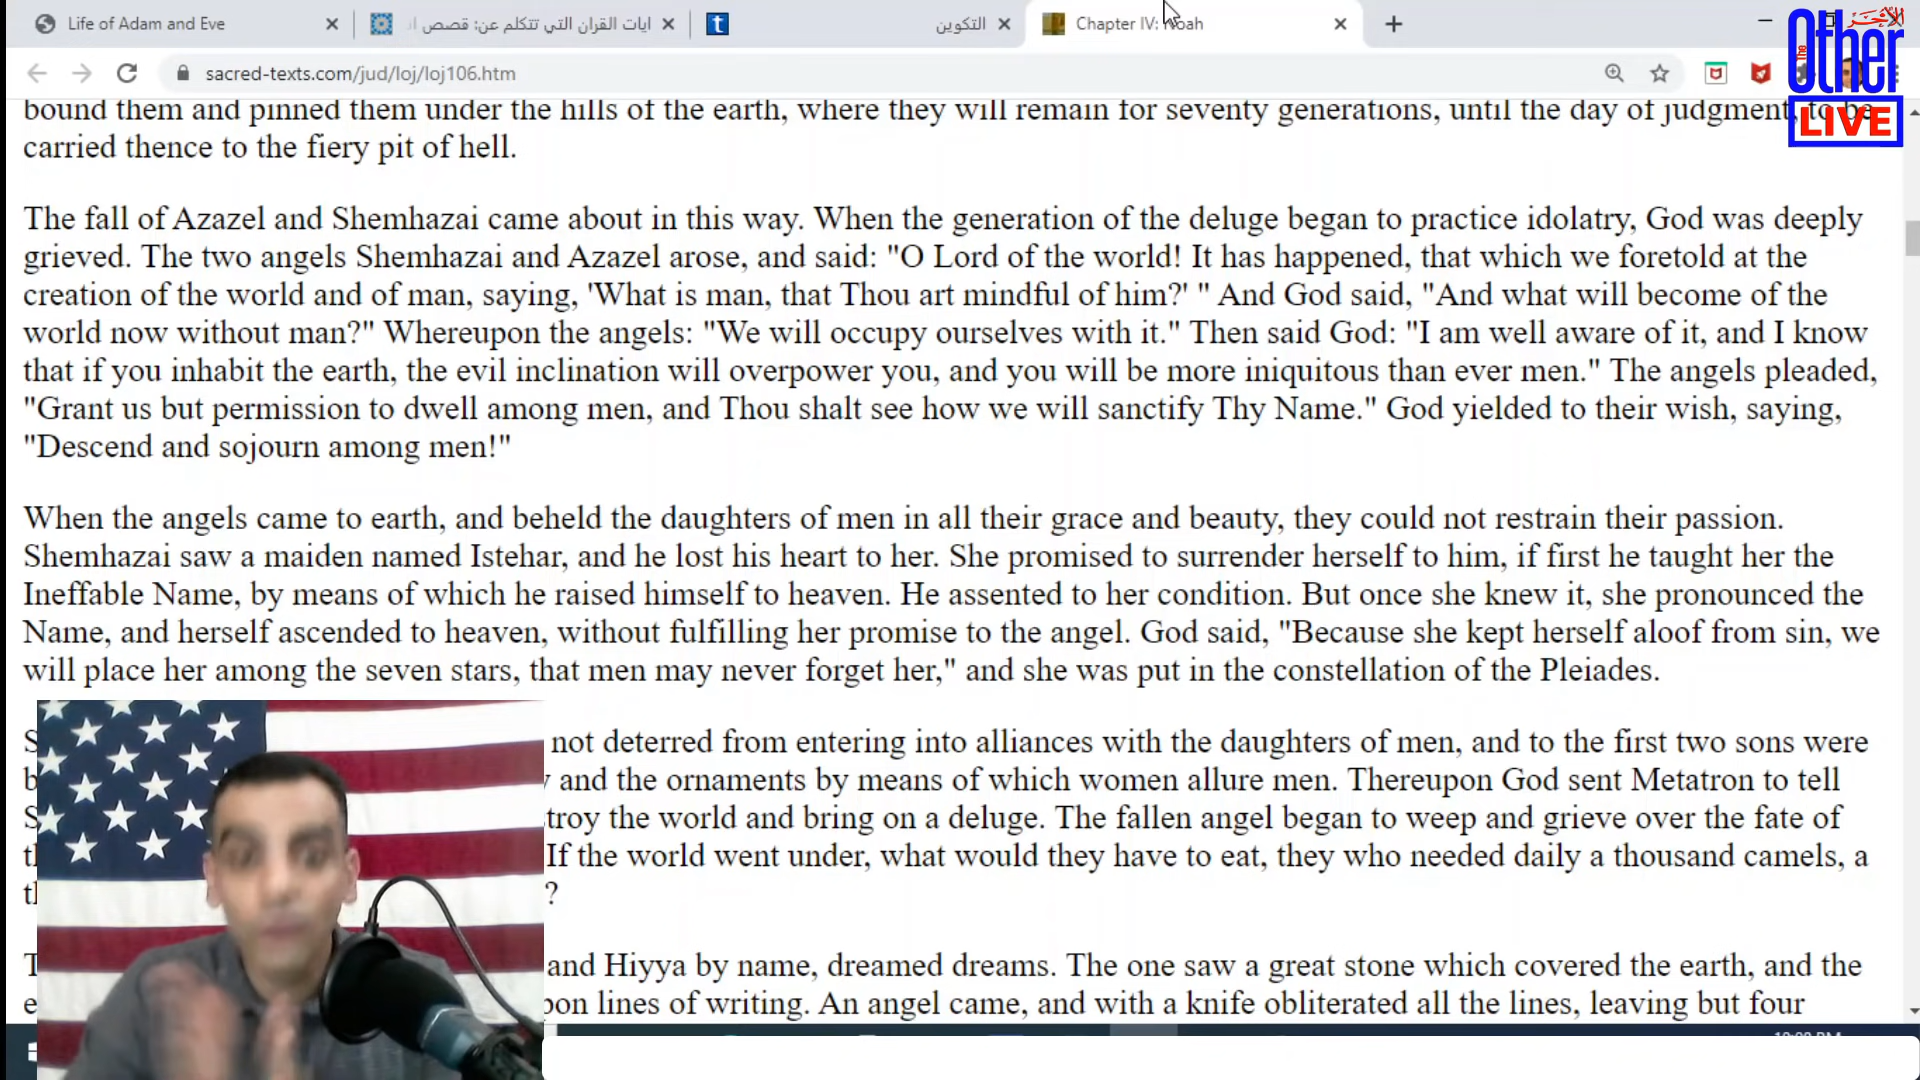 Life of Adam and Eve
ايات القران التي تتكلم عن: قصص ا
t
التكوين
Chapter IV: Noah
الآخر
The Other
LIVE
sacred-texts.com/jud/loj/loj106.htm
bound them and pinned them under the hills of the earth, where they will remain for seventy generations, until the day of judgment, to be
carried thence to the fiery pit of hell.
The fall of Azazel and Shemhazai came about in this way. When the generation of the deluge began to practice idolatry, God was deeply
grieved. The two angels Shemhazai and Azazel arose, and said: "O Lord of the world! It has happened, that which we foretold at the
creation of the world and of man, saying, 'What is man, that Thou art mindful of him?' " And God said, "And what will become of the
world now without man?" Whereupon the angels: "We will occupy ourselves with it." Then said God: "I am well aware of it, and I know
that if you inhabit the earth, the evil inclination will overpower you, and you will be more iniquitous than ever men." The angels pleaded,
"Grant us but permission to dwell among men, and Thou shalt see how we will sanctify Thy Name." God yielded to their wish, saying,
"Descend and sojourn among men!"
When the angels came to earth, and beheld the daughters of men in all their grace and beauty, they could not restrain their passion.
Shemhazai saw a maiden named Istehar, and he lost his heart to her. She promised to surrender herself to him, if first he taught her the
Ineffable Name, by means of which he raised himself to heaven. He assented to her condition. But once she knew it, she pronounced the
Name, and herself ascended to heaven, without fulfilling her promise to the angel. God said, "Because she kept herself aloof from sin, we
will place her among the seven stars, that men may never forget her," and she was put in the constellation of the Pleiades.
not deterred from entering into alliances with the daughters of men, and to the first two sons were
and the ornaments by means of which women allure men. Thereupon God sent Metatron to tell
troy the world and bring on a deluge. The fallen angel began to weep and grieve over the fate of
If the world went under, what would they have to eat, they who needed daily a thousand camels, a
?
and Hiyya by name, dreamed dreams. The one saw a great stone which covered the earth, and the
pon lines of writing. An angel came, and with a knife obliterated all the lines, leaving but four